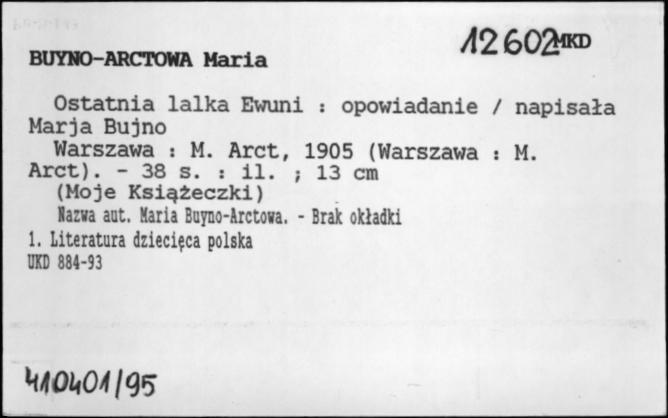 12602 MKD
BUYNO-ARCTOWA Maria
Ostatnia lalka Ewuni : opowiadanie / napisała
Marja Bujno
Warszawa : M. Arct, 1905 (Warszawa : M.
Arct). - 38 s. : il. ; 13 cm
(Moje Książeczki)
Nazwa aut. Maria Buyno-Arctowa. - Brak okładki
1. Literatura dziecięca polska
UKD 884-93
410401/95